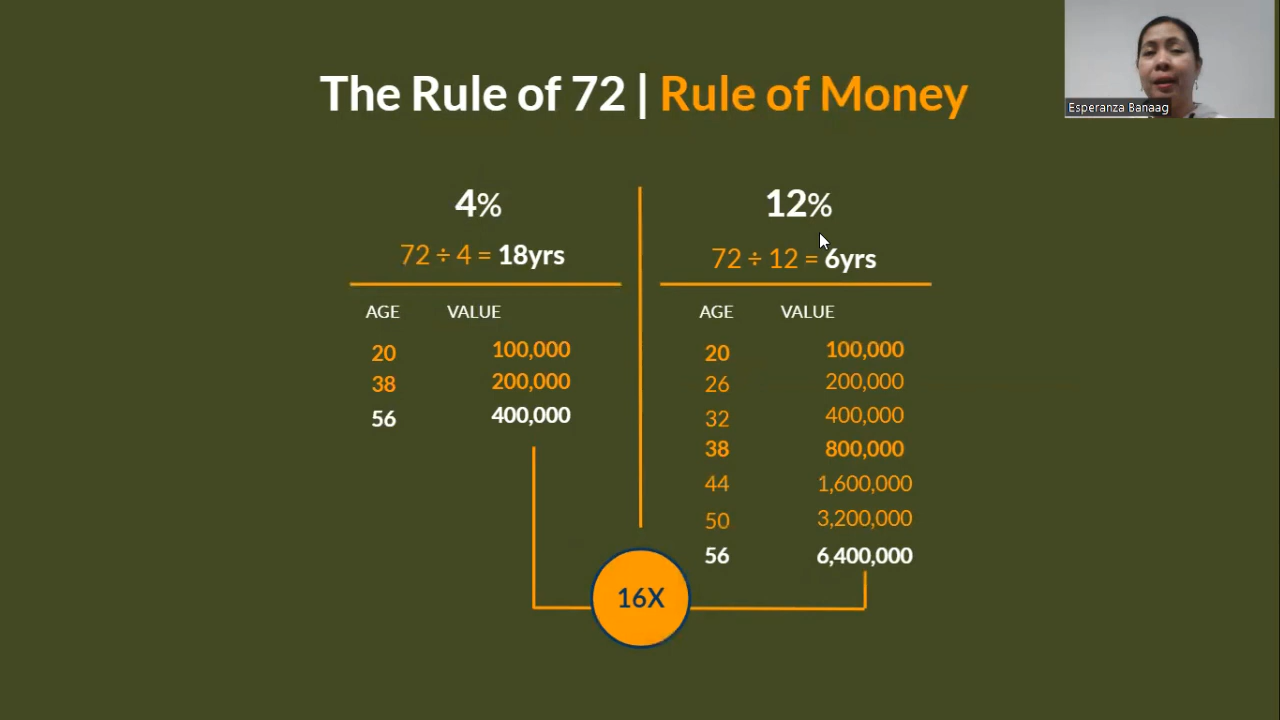 The Rule of 72 | Rule of Money
Esperanza Banaag
4%
72 ÷ 4 = 18yrs
AGE VALUE
20 100,000
38 200,000
56 400,000
12%
72 ÷ 12 = 6yrs
AGE VALUE
20 100,000
26 200,000
32 400,000
38 800,000
44 1,600,000
50 3,200,000
56 6,400,000
16X